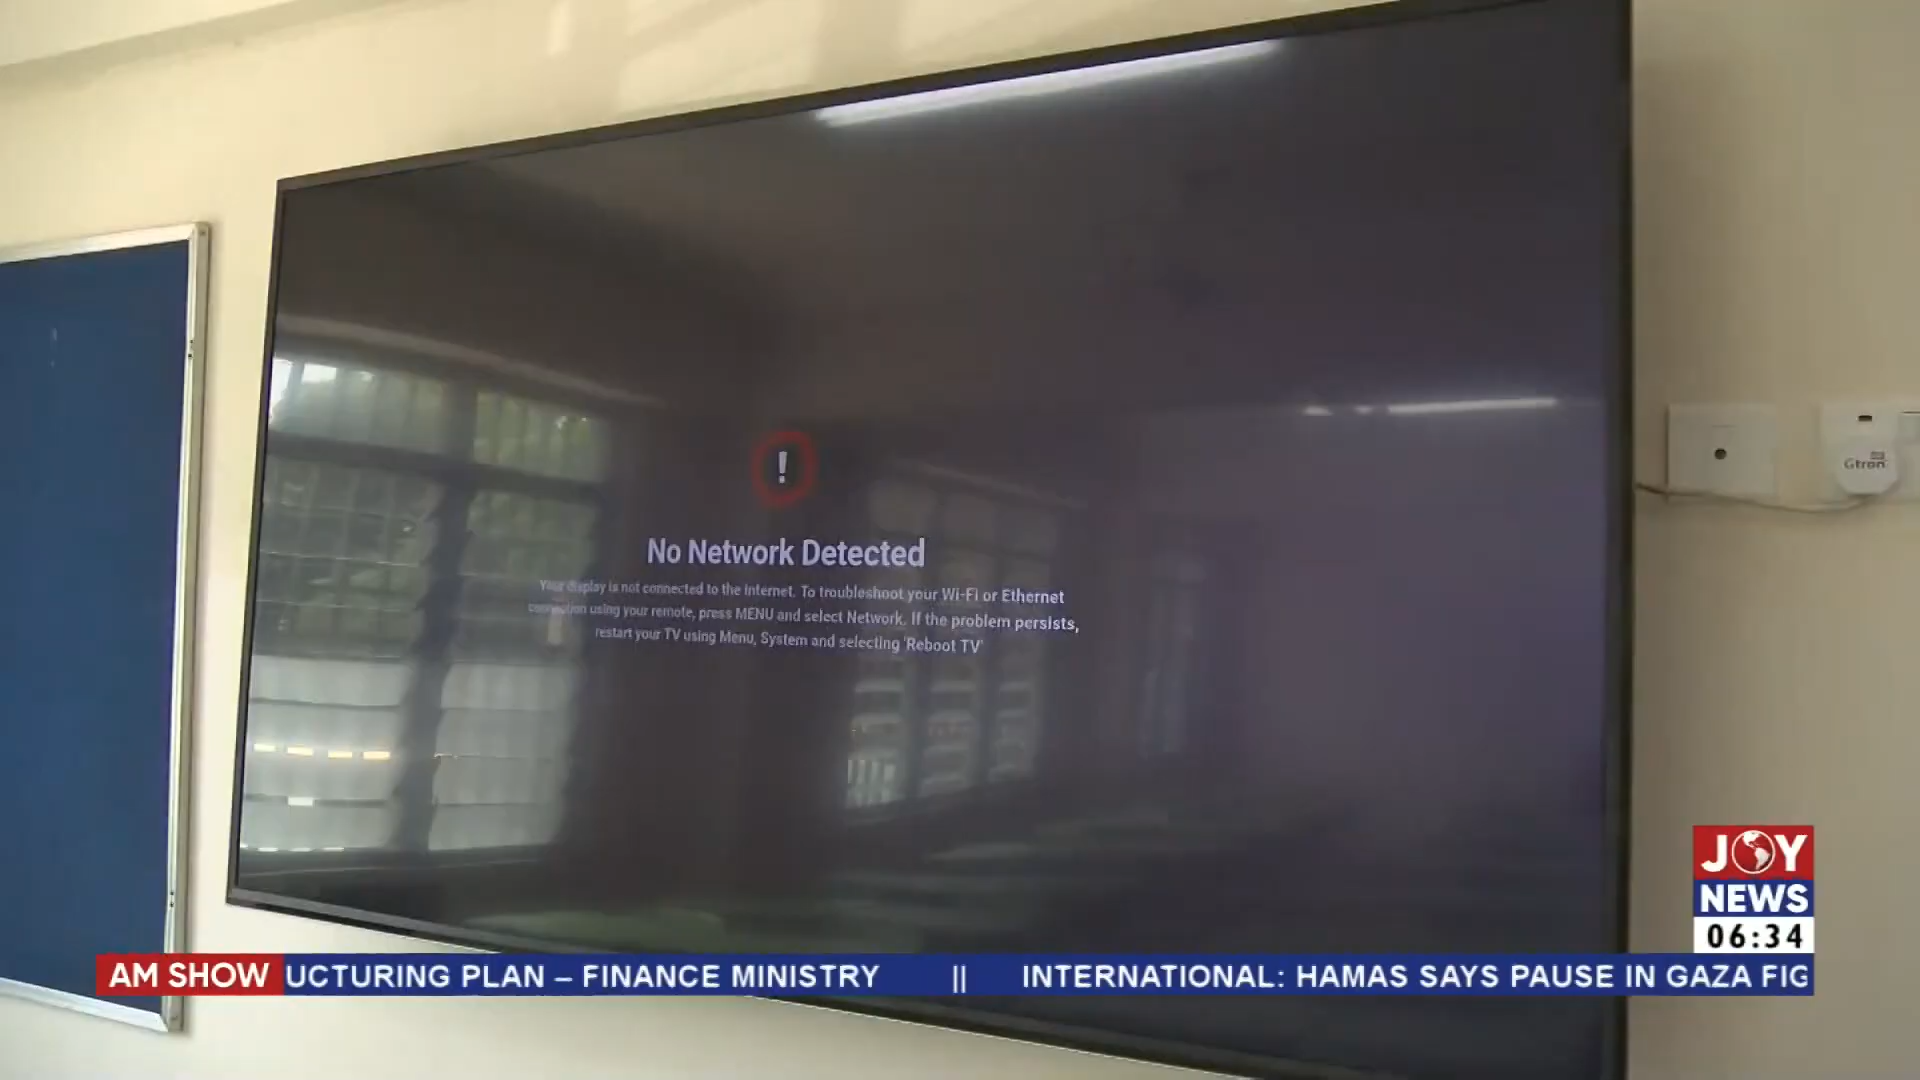 !
No Network Detected
Your display is not connected to the internet. To troubleshoot your Wi-Fi or Ethernet
connection using your remote, press MENU and select Network. If the problem persists,
restart your TV using Menu, System and selecting 'Reboot TV'
Gtron
JOY
NEWS
06:34
AM SHOW UCTURING PLAN – FINANCE MINISTRY || INTERNATIONAL: HAMAS SAYS PAUSE IN GAZA FIG